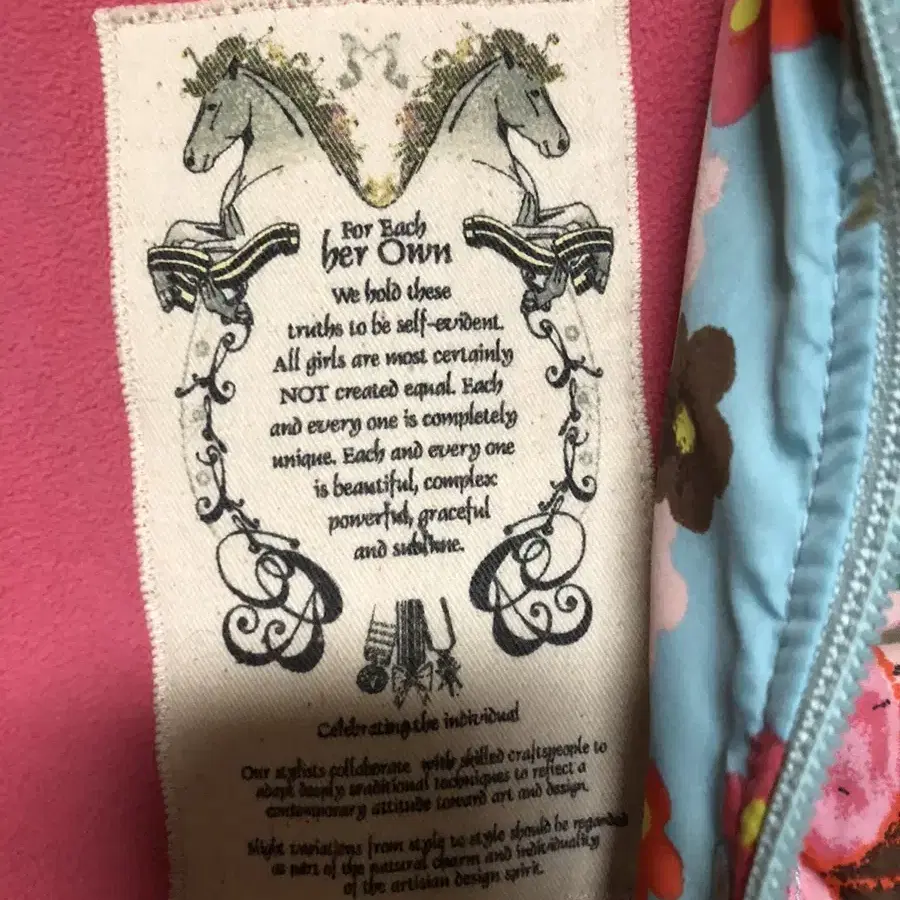 For Each
her Own
We hold these
truths to be self-evident.
All girls are most certainly
NOT created equal. Each
and every one is completely
unique. Each and every one
is beautiful, complex
powerful, graceful
and sublime.
Celebrating the individual
Our stylists collaborate with skilled craftspeople to
adapt deeply traditional techniques to reflect a
contemporary attitude toward art and design.
Slight variations from style to style should be regarded
as part of the natural charm and individuality
of the artisan design spirit.